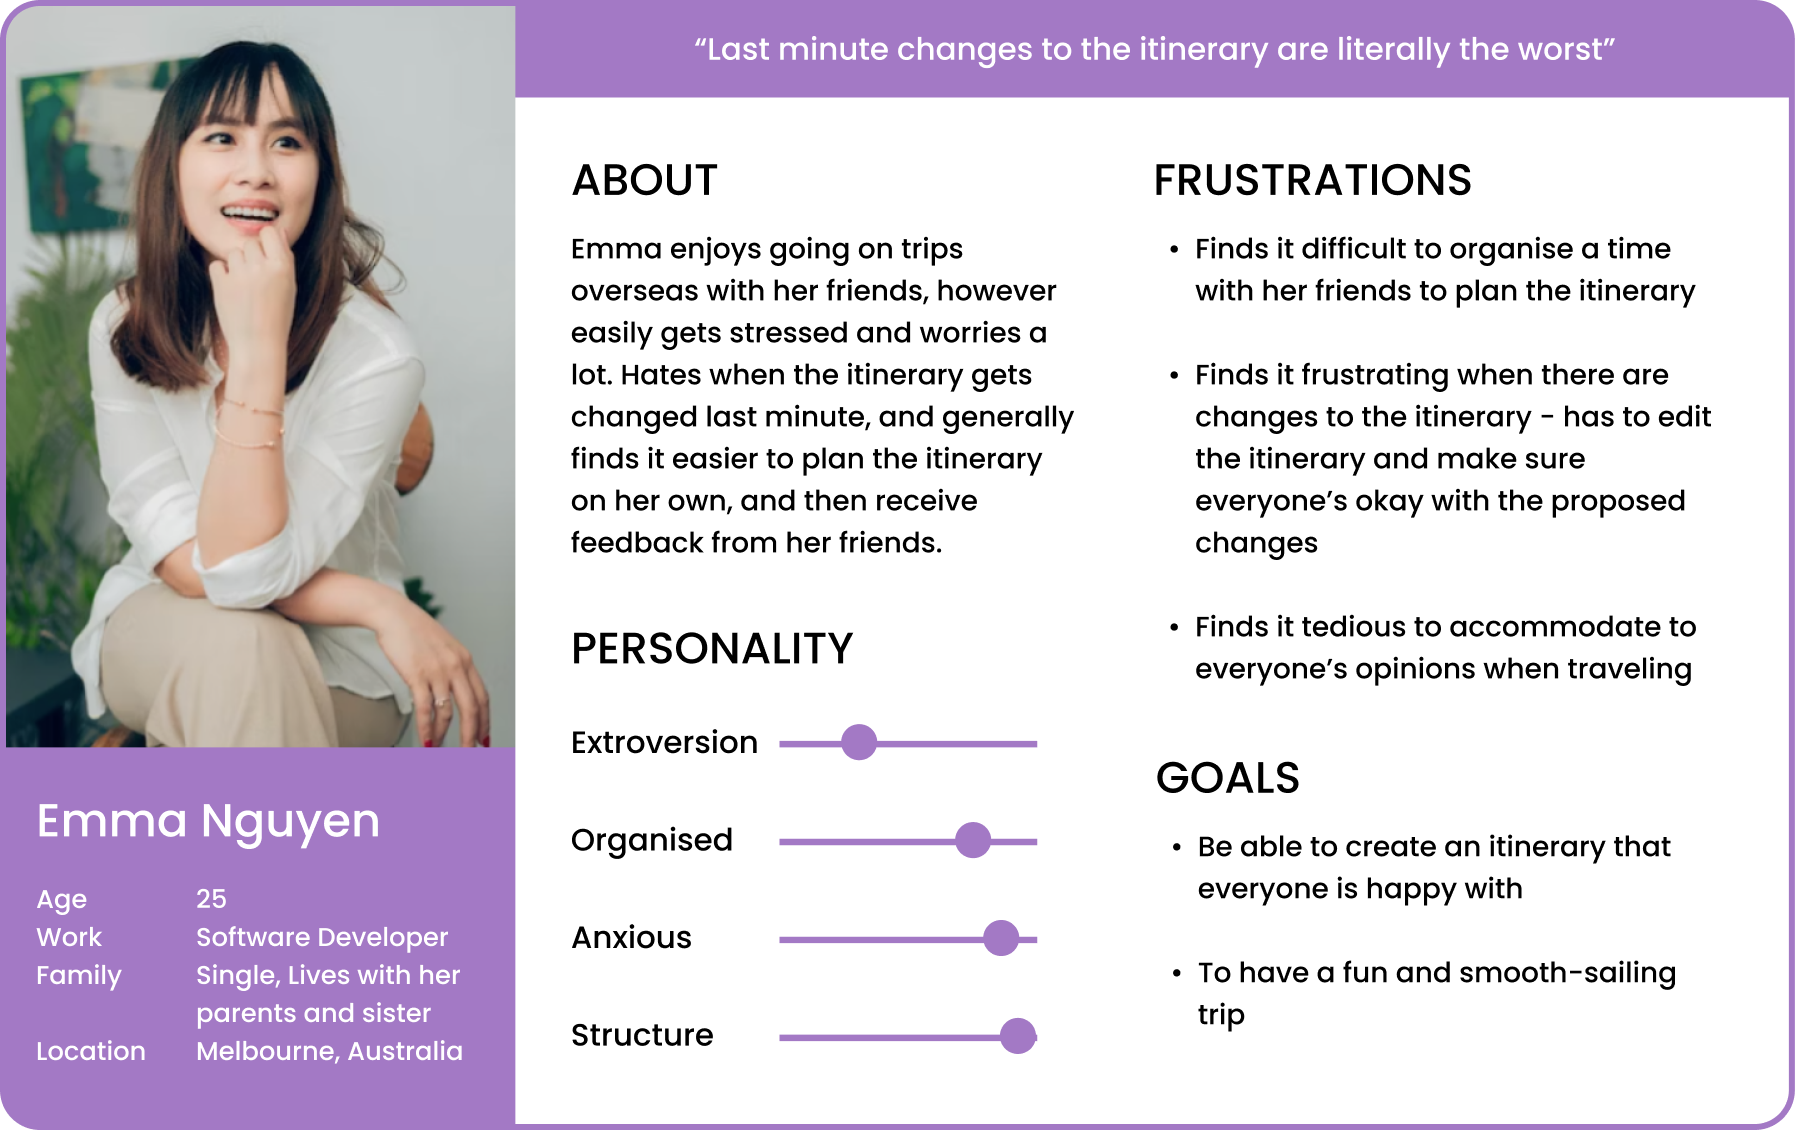 “Last minute changes to the itinerary are literally the worst”
ABOUT
Emma enjoys going on trips
overseas with her friends, however
easily gets stressed and worries a
lot. Hates when the itinerary gets
changed last minute, and generally
finds it easier to plan the itinerary
on her own, and then receive
feedback from her friends.
PERSONALITY
Extroversion
Organised
Anxious
Structure
FRUSTRATIONS
• Finds it difficult to organise a time
with her friends to plan the itinerary
• Finds it frustrating when there are
changes to the itinerary - has to edit
the itinerary and make sure
everyone’s okay with the proposed
changes
• Finds it tedious to accommodate to
everyone’s opinions when traveling
GOALS
• Be able to create an itinerary that
everyone is happy with
• To have a fun and smooth-sailing
trip
Emma Nguyen
Age 25
Work Software Developer
Family Single, Lives with her
parents and sister
Location Melbourne, Australia